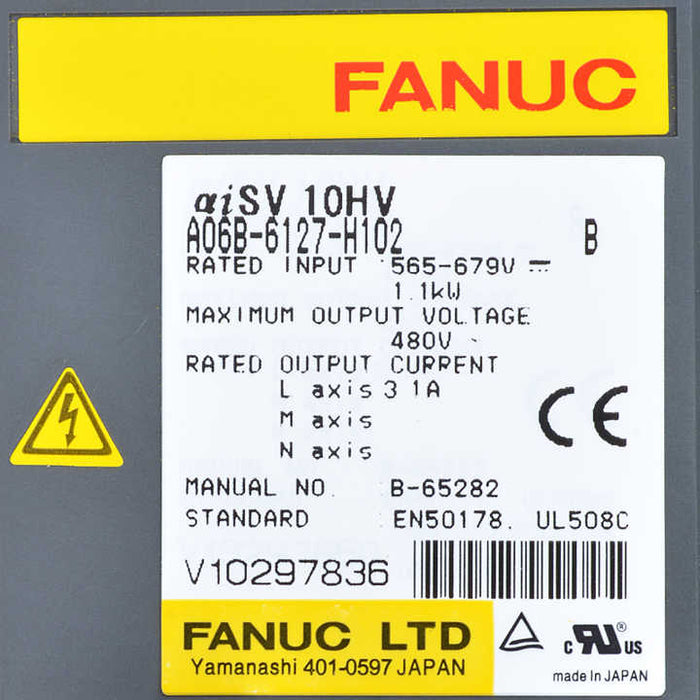 FANUC
αiSV 10HV
A06B-6127-H102 B
RATED INPUT 565-679V ⎓
1.1kW
MAXIMUM OUTPUT VOLTAGE
480V ~
RATED OUTPUT CURRENT
L axis 3.1A
M axis
N axis
CE
MANUAL NO. B-65282
STANDARD EN50178. UL508C
V10297836
FANUC LTD
Yamanashi 401-0597 JAPAN
c RU ® US
made in JAPAN